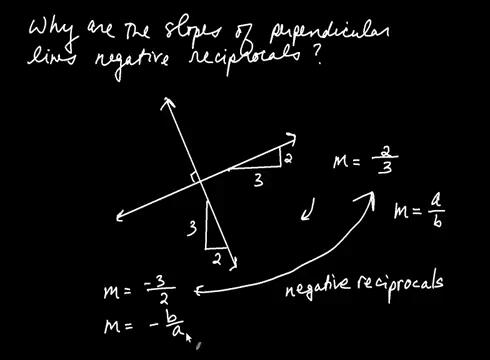 Why are the slopes of perpendicular
lines negative reciprocals?
2
3
m = 2/3
3
2
m = a/b
m = -3/2
negative reciprocals
m = - b/a